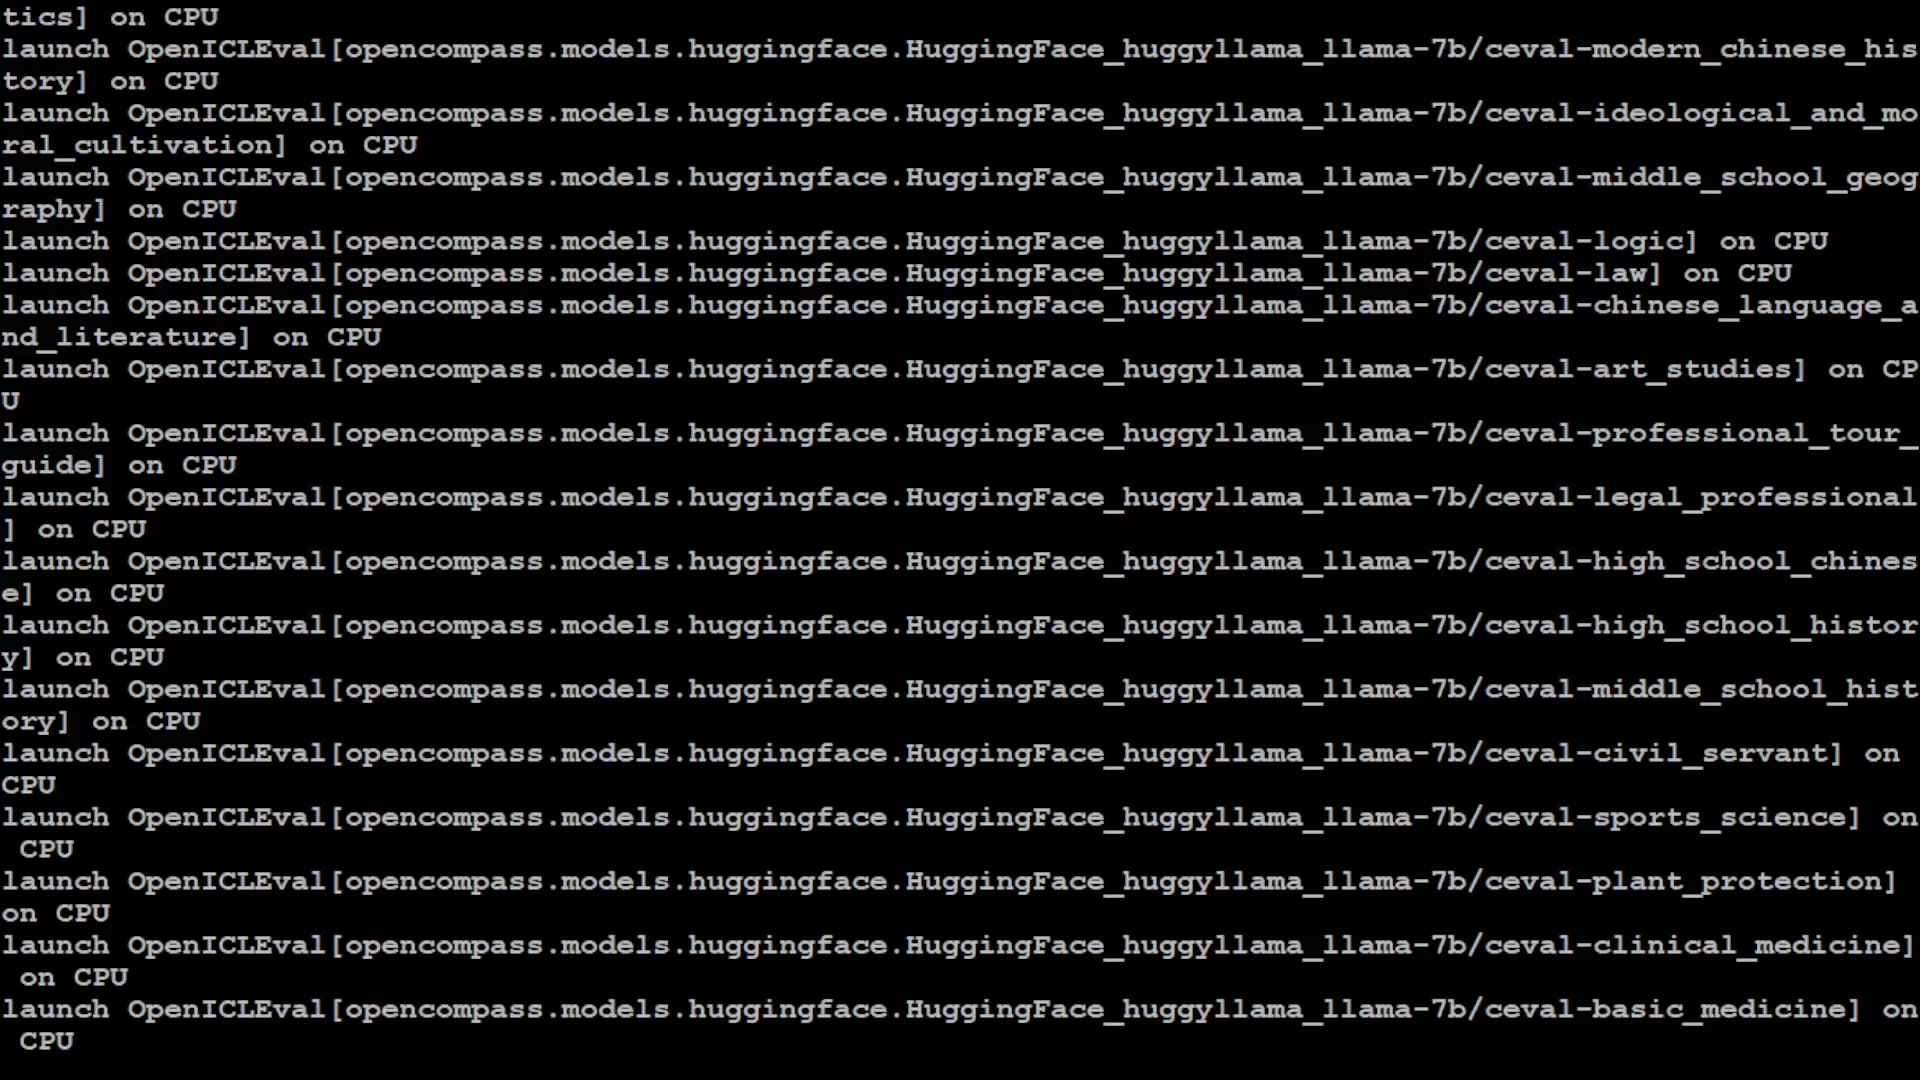 tics] on CPU
launch OpenICLEval[opencompass.models.huggingface.HuggingFace_huggyllama_llama-7b/ceval-modern_chinese_his
tory] on CPU
launch OpenICLEval[opencompass.models.huggingface.HuggingFace_huggyllama_llama-7b/ceval-ideological_and_mo
ral_cultivation] on CPU
launch OpenICLEval[opencompass.models.huggingface.HuggingFace_huggyllama_llama-7b/ceval-middle_school_geog
raphy] on CPU
launch OpenICLEval[opencompass.models.huggingface.HuggingFace_huggyllama_llama-7b/ceval-logic] on CPU
launch OpenICLEval[opencompass.models.huggingface.HuggingFace_huggyllama_llama-7b/ceval-law] on CPU
launch OpenICLEval[opencompass.models.huggingface.HuggingFace_huggyllama_llama-7b/ceval-chinese_language_a
nd_literature] on CPU
launch OpenICLEval[opencompass.models.huggingface.HuggingFace_huggyllama_llama-7b/ceval-art_studies] on CP
U
launch OpenICLEval[opencompass.models.huggingface.HuggingFace_huggyllama_llama-7b/ceval-professional_tour_
guide] on CPU
launch OpenICLEval[opencompass.models.huggingface.HuggingFace_huggyllama_llama-7b/ceval-legal_professional
] on CPU
launch OpenICLEval[opencompass.models.huggingface.HuggingFace_huggyllama_llama-7b/ceval-high_school_chines
e] on CPU
launch OpenICLEval[opencompass.models.huggingface.HuggingFace_huggyllama_llama-7b/ceval-high_school_histor
y] on CPU
launch OpenICLEval[opencompass.models.huggingface.HuggingFace_huggyllama_llama-7b/ceval-middle_school_hist
ory] on CPU
launch OpenICLEval[opencompass.models.huggingface.HuggingFace_huggyllama_llama-7b/ceval-civil_servant] on
CPU
launch OpenICLEval[opencompass.models.huggingface.HuggingFace_huggyllama_llama-7b/ceval-sports_science] on
 CPU
launch OpenICLEval[opencompass.models.huggingface.HuggingFace_huggyllama_llama-7b/ceval-plant_protection]
on CPU
launch OpenICLEval[opencompass.models.huggingface.HuggingFace_huggyllama_llama-7b/ceval-clinical_medicine]
 on CPU
launch OpenICLEval[opencompass.models.huggingface.HuggingFace_huggyllama_llama-7b/ceval-basic_medicine] on
 CPU